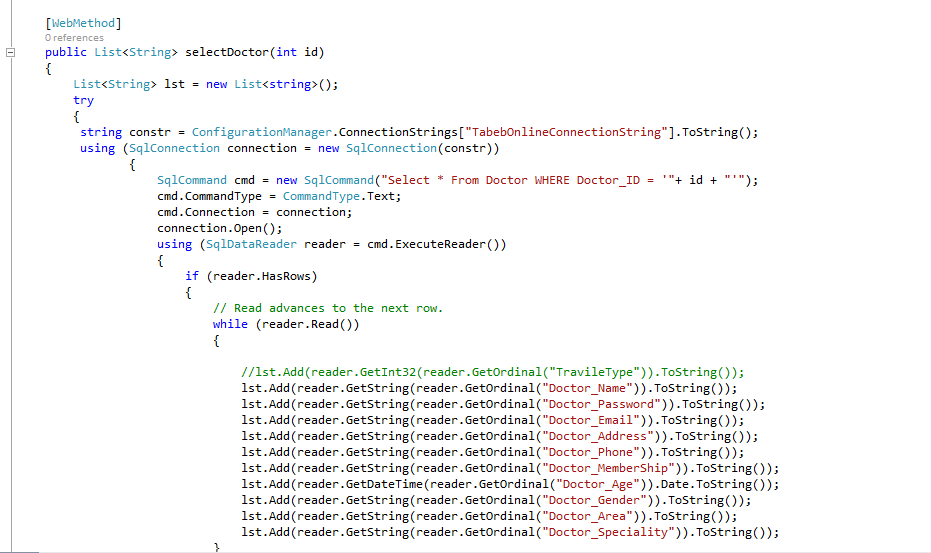 [WebMethod]
0 references
public List<String> selectDoctor(int id)
{
List<String> lst = new List<string>();
try
{
string constr = ConfigurationManager.ConnectionStrings["TabebOnlineConnectionString"].ToString();
using (SqlConnection connection = new SqlConnection(constr))
{
SqlCommand cmd = new SqlCommand("Select * From Doctor WHERE Doctor_ID = '"+ id + "'");
cmd.CommandType = CommandType.Text;
cmd.Connection = connection;
connection.Open();
using (SqlDataReader reader = cmd.ExecuteReader())
{
if (reader.HasRows)
{
// Read advances to the next row.
while (reader.Read())
{
//lst.Add(reader.GetInt32(reader.GetOrdinal("TravileType")).ToString());
lst.Add(reader.GetString(reader.GetOrdinal("Doctor_Name")).ToString());
lst.Add(reader.GetString(reader.GetOrdinal("Doctor_Password")).ToString());
lst.Add(reader.GetString(reader.GetOrdinal("Doctor_Email")).ToString());
lst.Add(reader.GetString(reader.GetOrdinal("Doctor_Address")).ToString());
lst.Add(reader.GetString(reader.GetOrdinal("Doctor_Phone")).ToString());
lst.Add(reader.GetString(reader.GetOrdinal("Doctor_MemberShip")).ToString());
lst.Add(reader.GetDateTime(reader.GetOrdinal("Doctor_Age")).Date.ToString());
lst.Add(reader.GetString(reader.GetOrdinal("Doctor_Gender")).ToString());
lst.Add(reader.GetString(reader.GetOrdinal("Doctor_Area")).ToString());
lst.Add(reader.GetString(reader.GetOrdinal("Doctor_Speciality")).ToString());
}